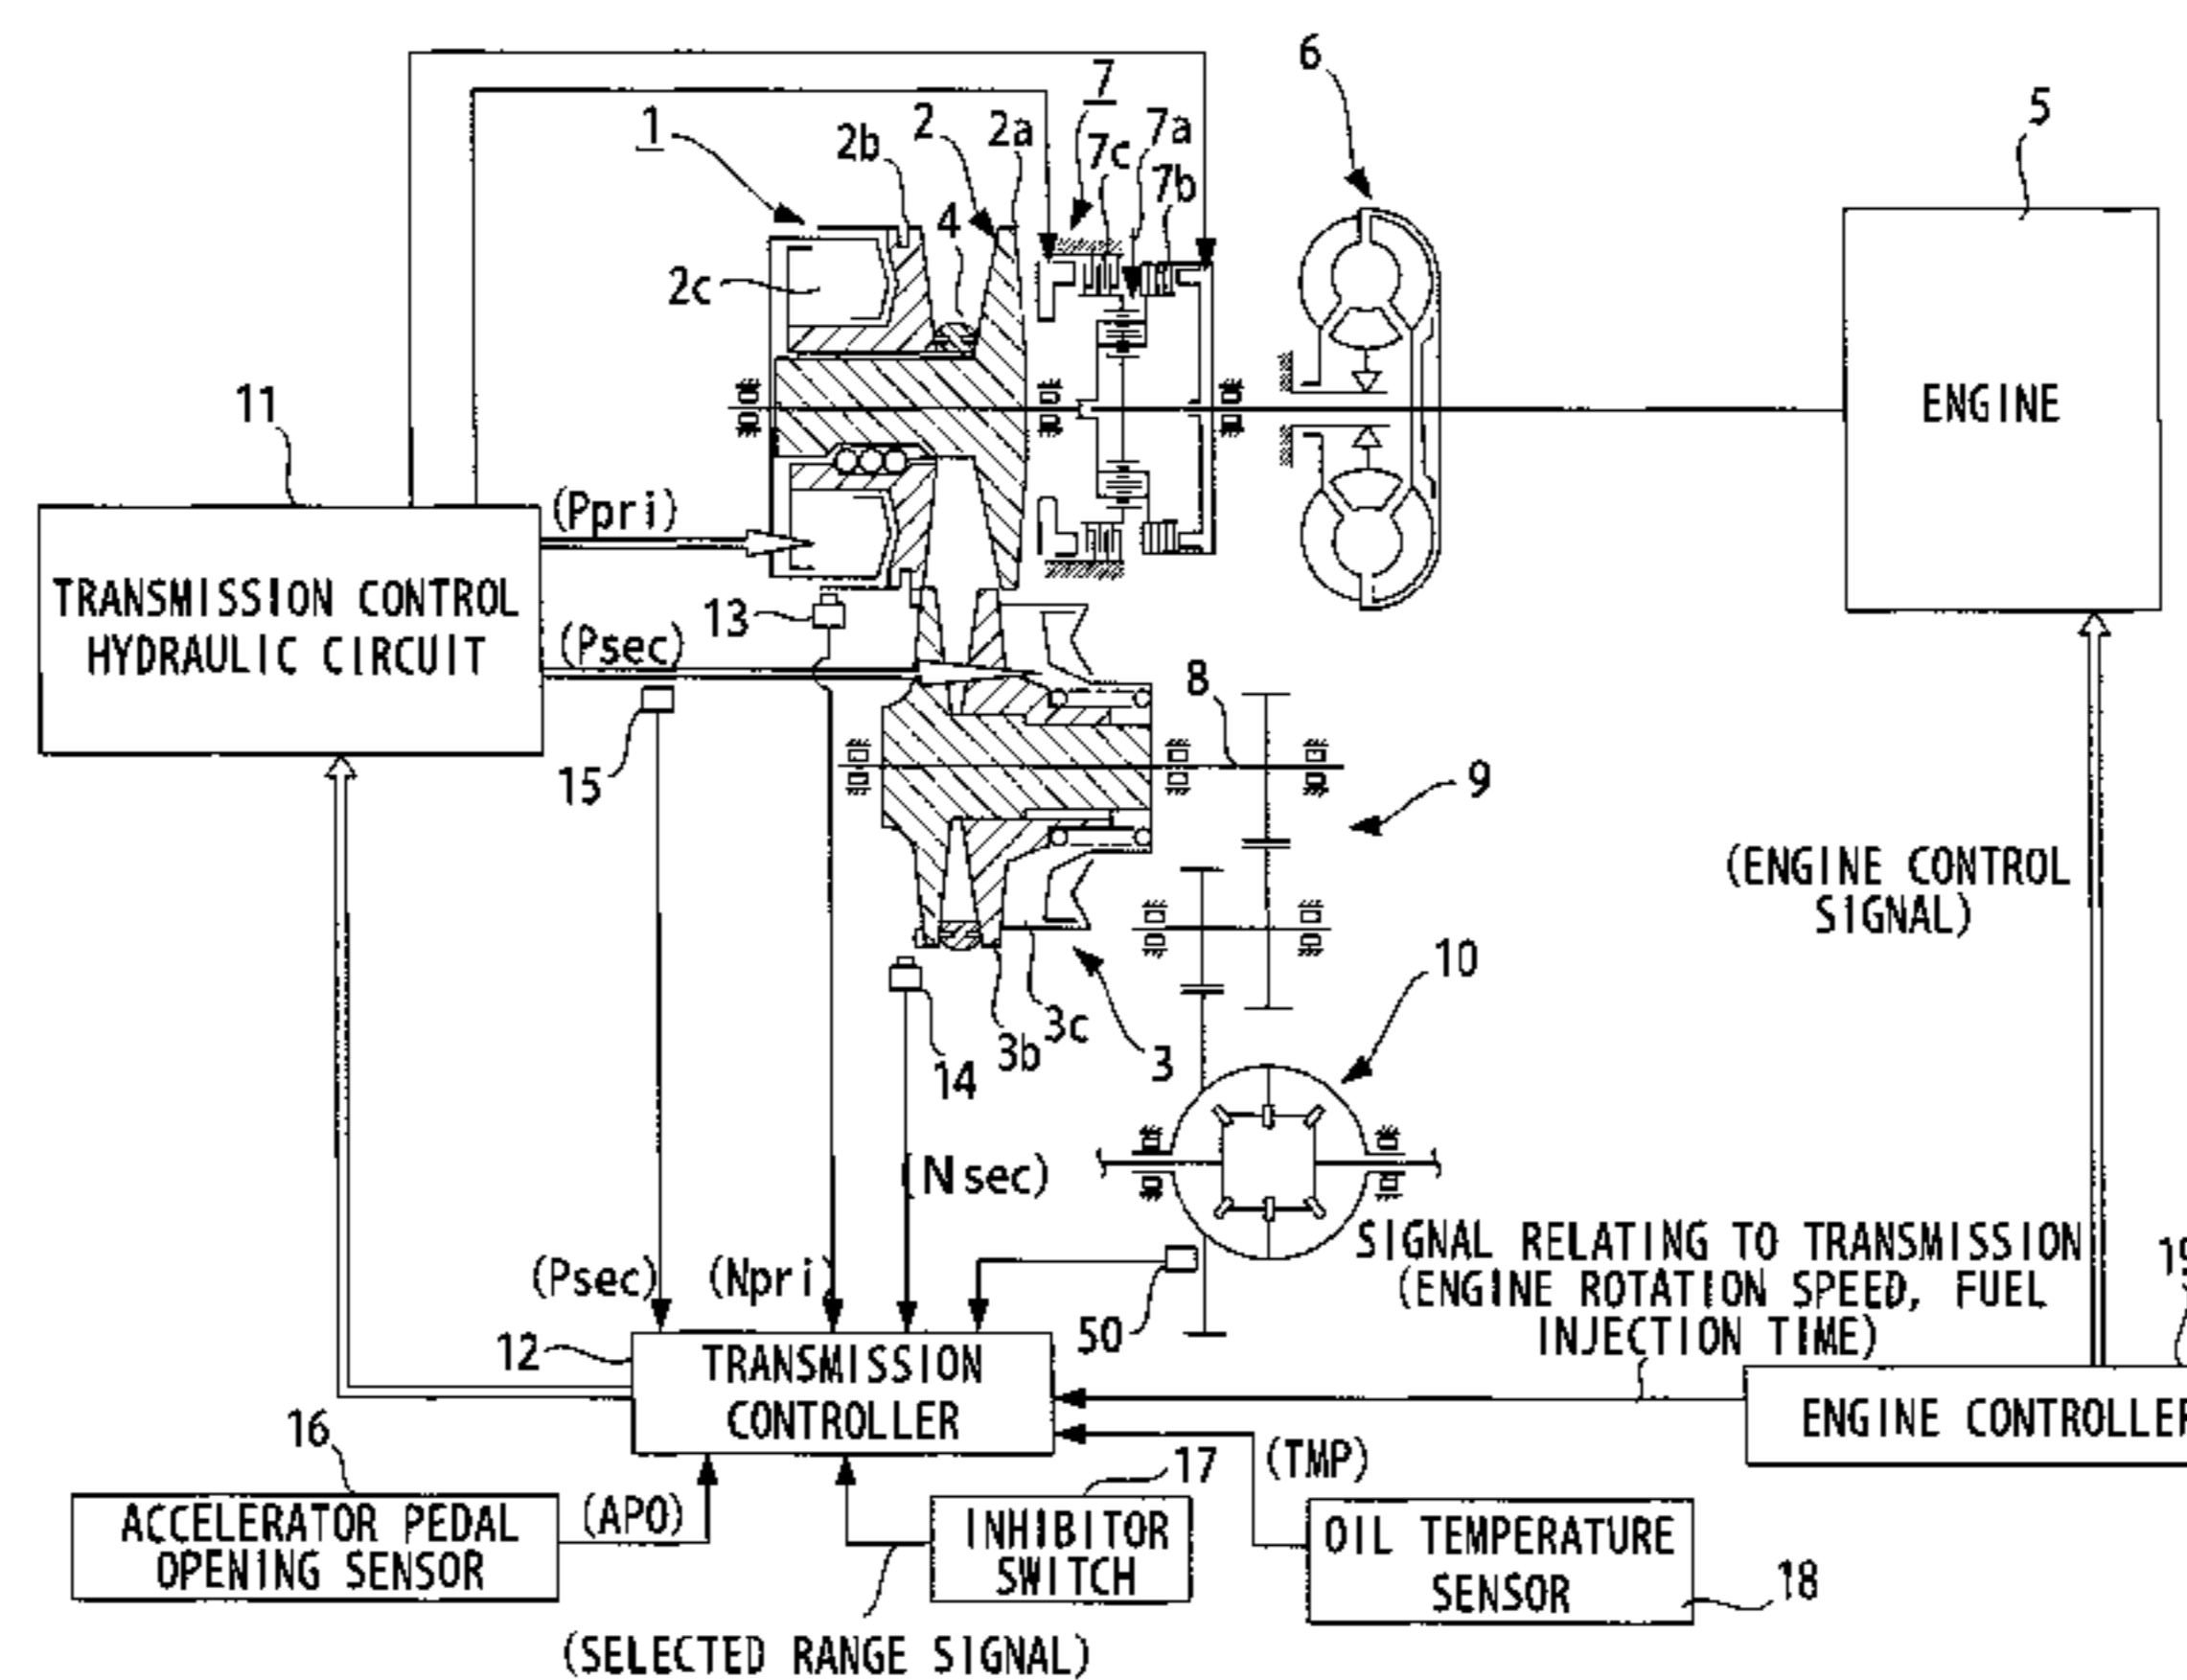 6
7
5
1
2b
2
2a
7c
7a
7b
4
2c
11
ENGINE
(Ppri)
TRANSMISSION CONTROL
HYDRAULIC CIRCUIT
13
(Psec)
8
15
9
(ENGINE CONTROL
SIGNAL)
10
3c
3b
3
14
(Nsec)
SIGNAL RELATING TO TRANSMISSION
(ENGINE ROTATION SPEED, FUEL
INJECTION TIME)
19
(Psec)
(Npri)
50
12
TRANSMISSION
CONTROLLER
ENGINE CONTROLLER
16
17
(TMP)
ACCELERATOR PEDAL
OPENING SENSOR
(APO)
INHIBITOR
SWITCH
OIL TEMPERATURE
SENSOR
18
(SELECTED RANGE SIGNAL)